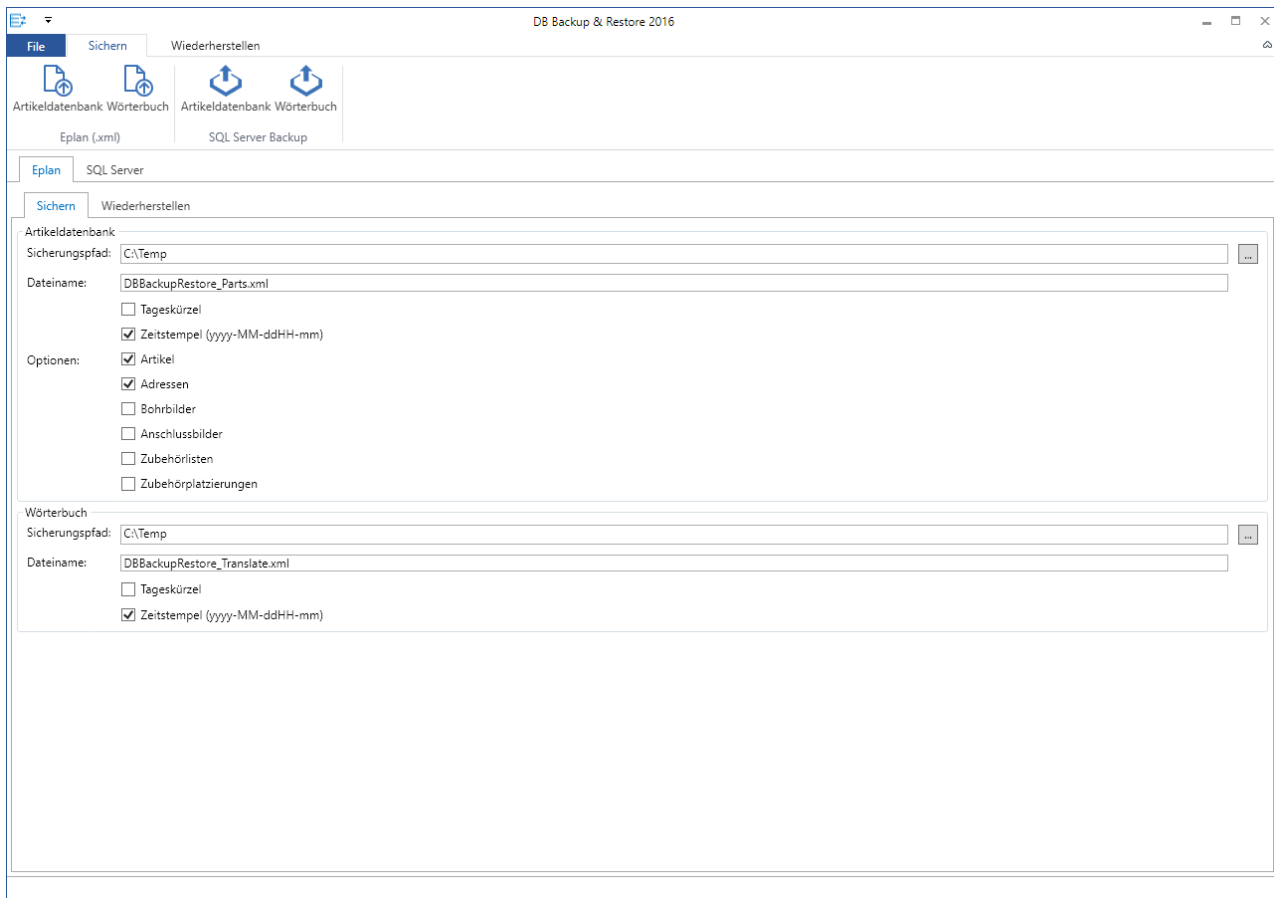 DB Backup & Restore 2016
File Sichern Wiederherstellen
Artikeldatenbank Wörterbuch Artikeldatenbank Wörterbuch
Eplan (.xml) SQL Server Backup
Eplan SQL Server
Sichern Wiederherstellen
Artikeldatenbank
Sicherungspfad: C:\Temp ...
Dateiname: DBBackupRestore_Parts.xml
Tageskürzel
Zeitstempel (yyyy-MM-ddHH-mm)
Optionen: Artikel
Adressen
Bohrbilder
Anschlussbilder
Zubehörlisten
Zubehörplatzierungen
Wörterbuch
Sicherungspfad: C:\Temp ...
Dateiname: DBBackupRestore_Translate.xml
Tageskürzel
Zeitstempel (yyyy-MM-ddHH-mm)